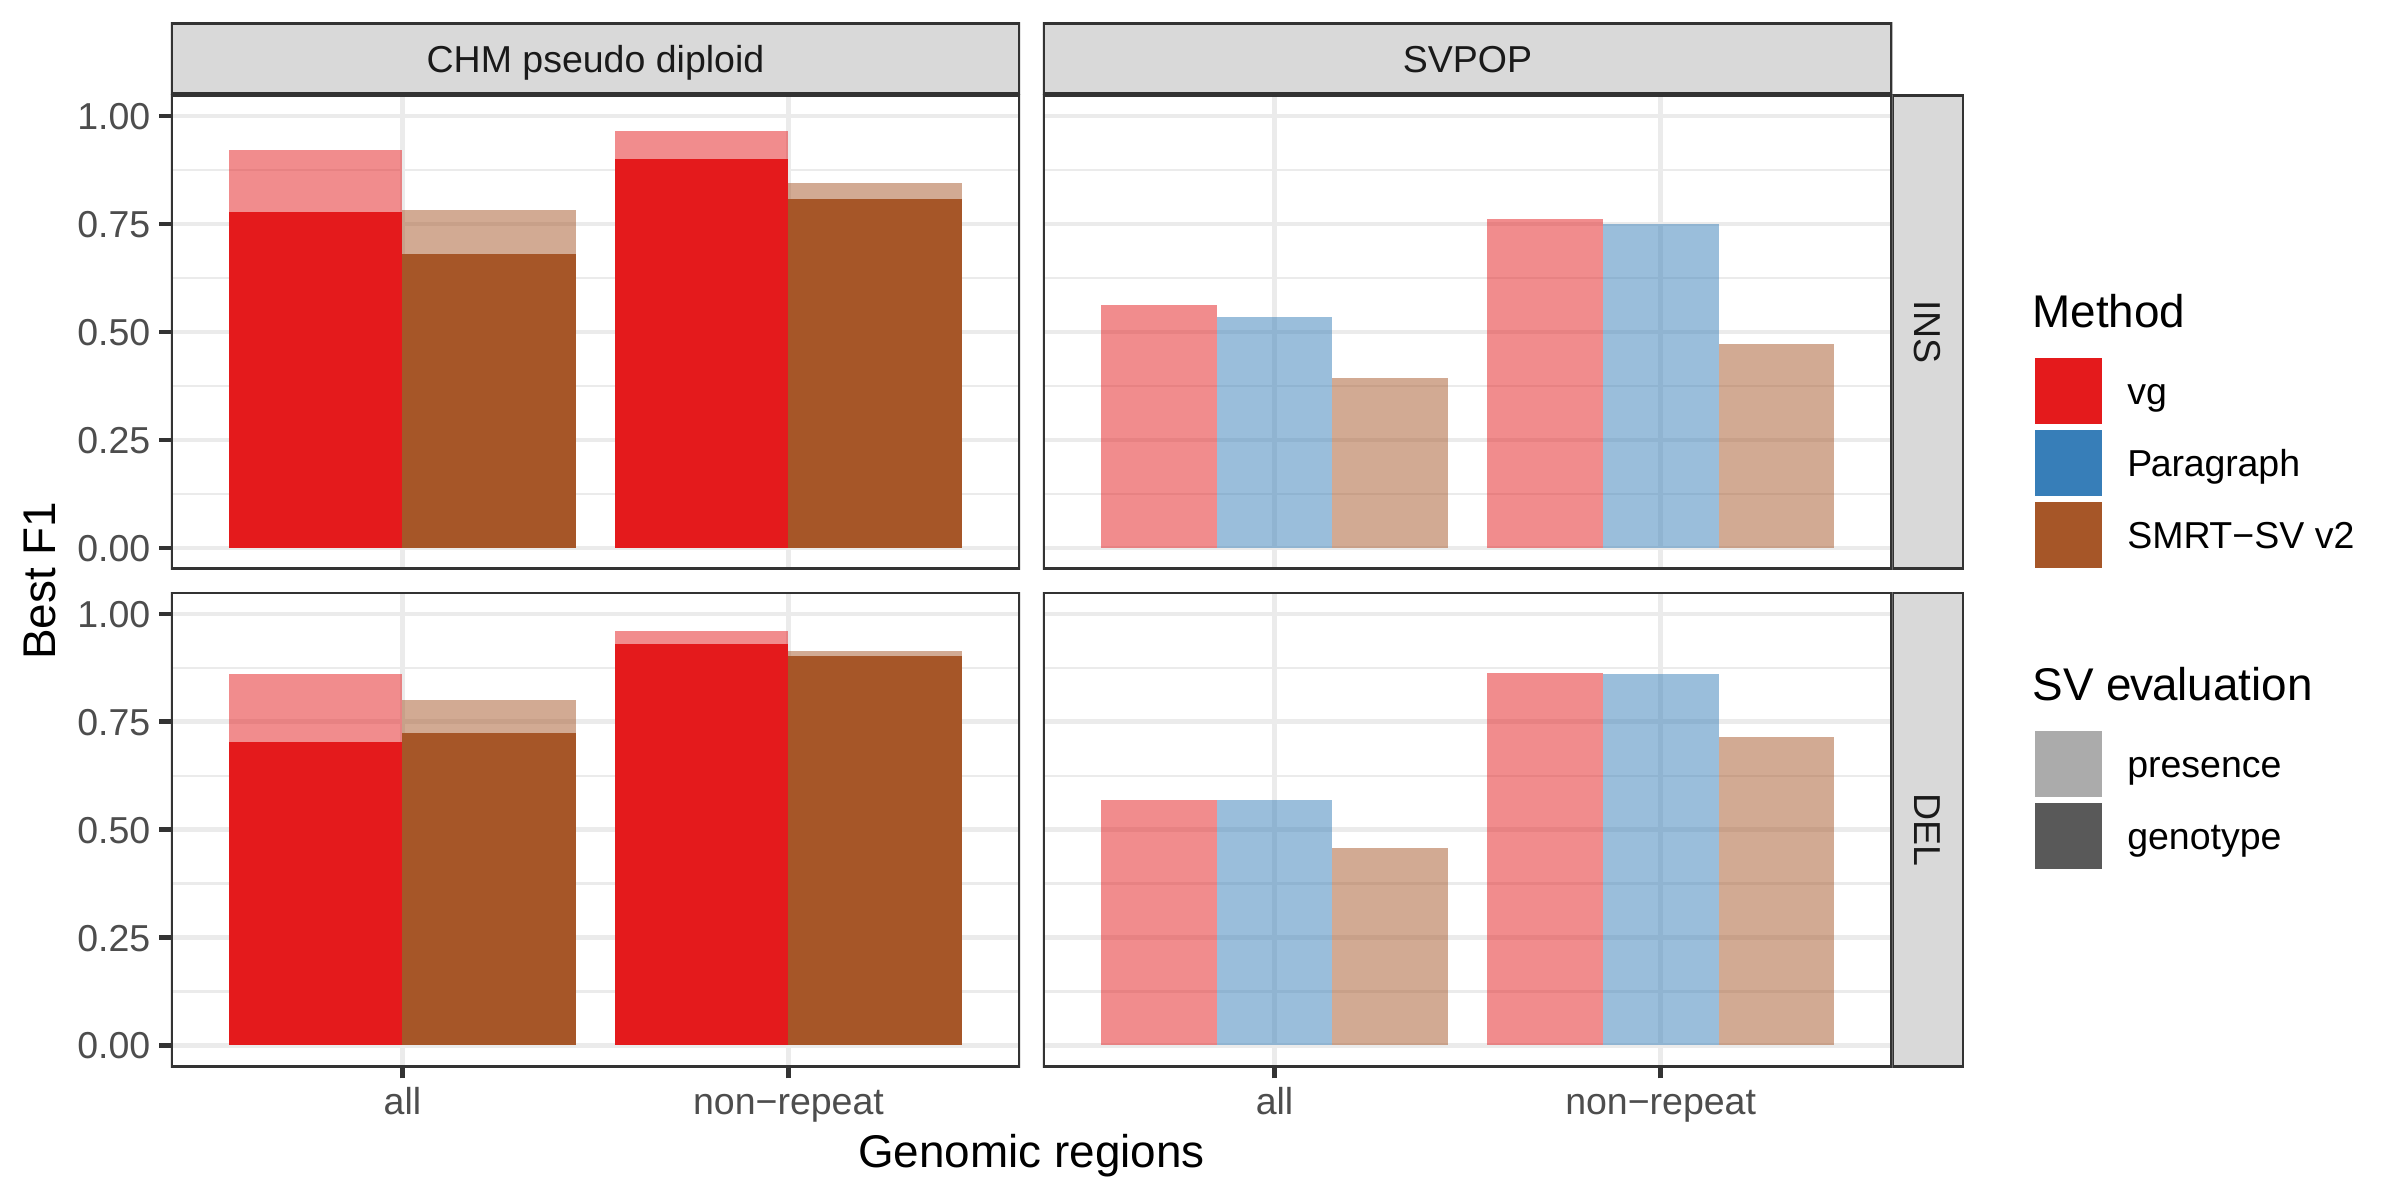 CHM pseudo diploid
SVPOP
1.00
0.75
0.50
0.25
0.00
INS
1.00
0.75
0.50
0.25
0.00
DEL
Best F1
all
non−repeat
all
non−repeat
Genomic regions
Method
vg
Paragraph
SMRT−SV v2
SV evaluation
presence
genotype